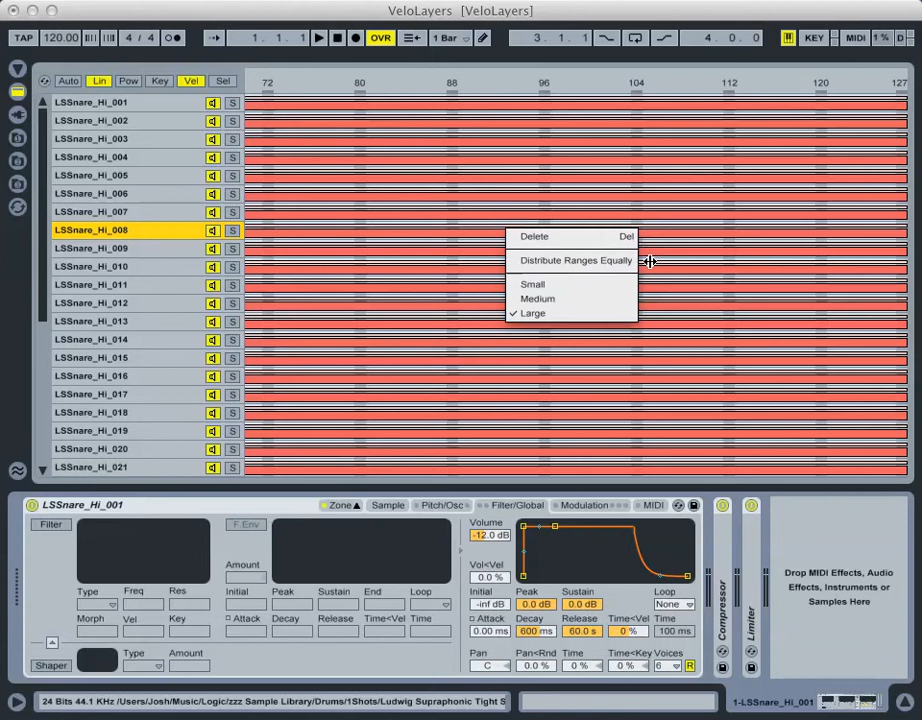 VeloLayers  [VeloLayers]
TAP 120.00 4 / 4 1. 1. 1 OVR 1 Bar 3. 1. 1 4. 0. 0 KEY MIDI 1 % D
Auto Lin Pow Key Vel Sel 72 80 88 96 104 112 120 127
LSSnare_Hi_001 S
LSSnare_Hi_002 S
LSSnare_Hi_003 S
LSSnare_Hi_004 S
LSSnare_Hi_005 S
LSSnare_Hi_006 S
LSSnare_Hi_007 S
LSSnare_Hi_008 S
Delete Del
LSSnare_Hi_009 S
Distribute Ranges Equally
LSSnare_Hi_010 S
LSSnare_Hi_011 S
Small
Medium
LSSnare_Hi_012 S
Large
LSSnare_Hi_013 S
LSSnare_Hi_014 S
LSSnare_Hi_015 S
LSSnare_Hi_016 S
LSSnare_Hi_017 S
LSSnare_Hi_018 S
LSSnare_Hi_019 S
LSSnare_Hi_020 S
LSSnare_Hi_021 S
LSSnare_Hi_001 Zone Sample Pitch/Osc Filter/Global Modulation MIDI
Filter F.Env Volume
-12.0 dB
Amount Vol<Vel
0.0 %
Type Freq Res Initial Sustain End Loop Initial Peak Sustain Loop
-inf dB 0.0 dB 0.0 dB None
Morph Vel Key Attack Decay Release Time<Vel Time Attack Decay Release Time<Vel Time
0.00 ms 600 ms 60.0 s 0 % 100 ms
Shaper Type Amount Pan Pan<Rnd Time Time<Key Voices
C 0.0 % 0 % 0 % 6 R
Compressor
Limiter
Drop MIDI Effects, Audio
Effects, Instruments or
Samples Here
24 Bits 44.1 KHz /Users/Josh/Music/Logic/zzz Sample Library/Drums/1Shots/Ludwig Supraphonic Tight S
1-LSSnare_Hi_001